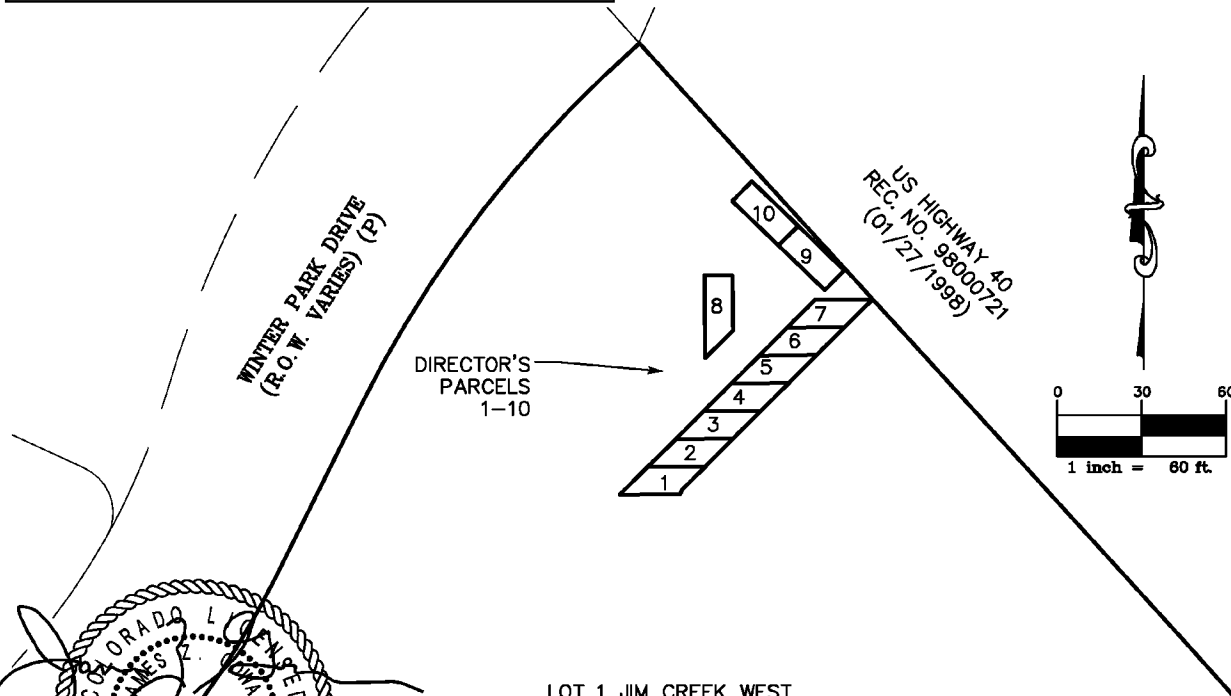 WINTER PARK DRIVE
(R.O.W. VARIES) (P)
US HIGHWAY 40
REC. NO. 98000721
(01/27/1998)
10
9
8
7
6
5
4
3
2
1
DIRECTOR'S
PARCELS
1-10
0 30 60
1 inch = 60 ft.
COLORADO LICENSED
JAMES Z.
LOT 1 JIM CREEK WEST